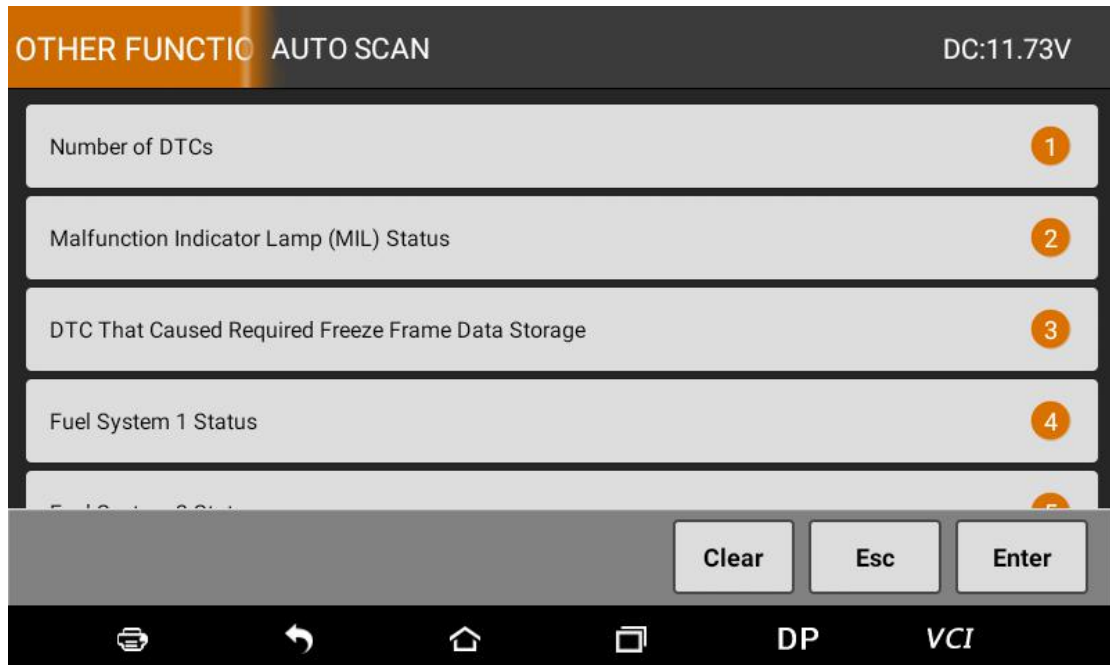 OTHER FUNCTIO AUTO SCAN DC:11.73V
Number of DTCs 1
Malfunction Indicator Lamp (MIL) Status 2
DTC That Caused Required Freeze Frame Data Storage 3
Fuel System 1 Status 4
Clear Esc Enter
DP VCI